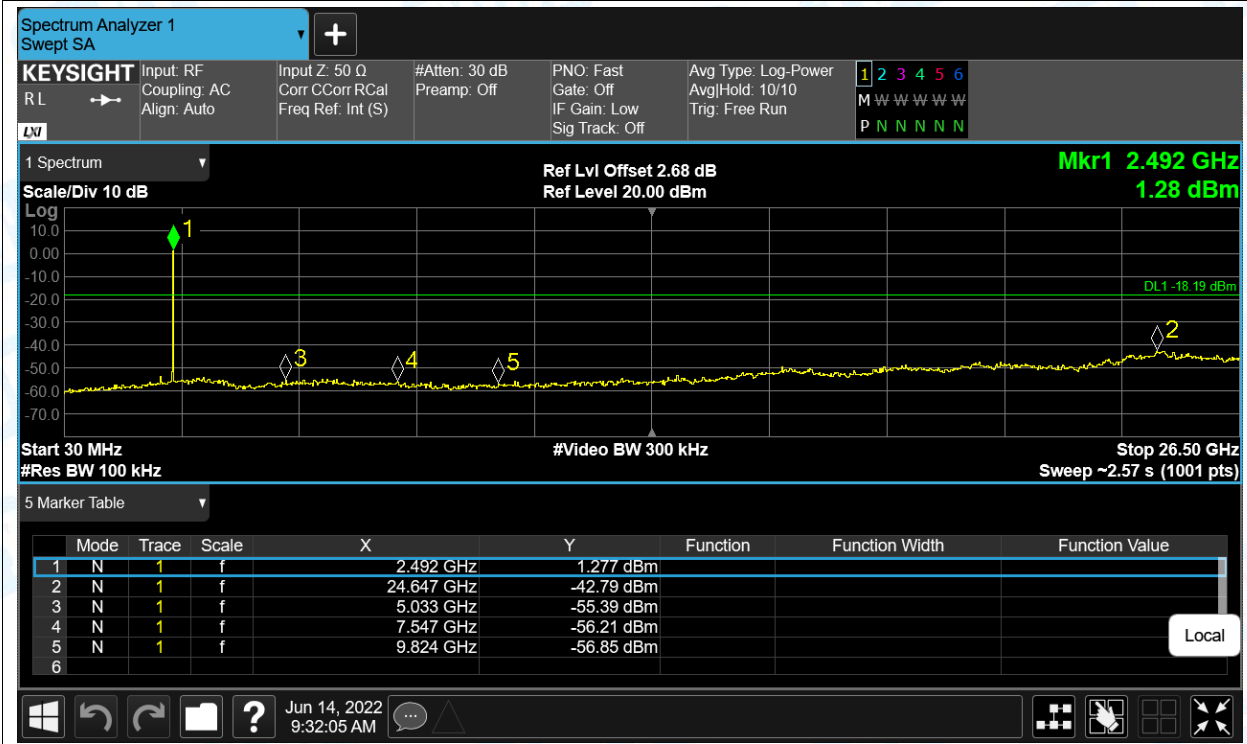 Spectrum Analyzer 1
Swept SA
KEYSIGHT
R L
LXI
Input: RF
Coupling: AC
Align: Auto
Input Z: 50 Ω
Corr CCorr RCal
Freq Ref: Int (S)
#Atten: 30 dB
Preamp: Off
PNO: Fast
Gate: Off
IF Gain: Low
Sig Track: Off
Avg Type: Log-Power
Avg|Hold: 10/10
Trig: Free Run
1 2 3 4 5 6
M W W W W W
P N N N N N
1 Spectrum
Scale/Div 10 dB
Ref Lvl Offset 2.68 dB
Ref Level 20.00 dBm
Mkr1 2.492 GHz
1.28 dBm
Log
10.0
0.00
-10.0
-20.0
-30.0
-40.0
-50.0
-60.0
-70.0
1
DL1 -18.19 dBm
2
3
4
5
Start 30 MHz
#Res BW 100 kHz
#Video BW 300 kHz
Stop 26.50 GHz
Sweep ~2.57 s (1001 pts)
5 Marker Table
Mode Trace Scale X Y Function Function Width Function Value
1 N 1 f 2.492 GHz 1.277 dBm
2 N 1 f 24.647 GHz -42.79 dBm
3 N 1 f 5.033 GHz -55.39 dBm
4 N 1 f 7.547 GHz -56.21 dBm
5 N 1 f 9.824 GHz -56.85 dBm
6
Local
?
Jun 14, 2022
9:32:05 AM